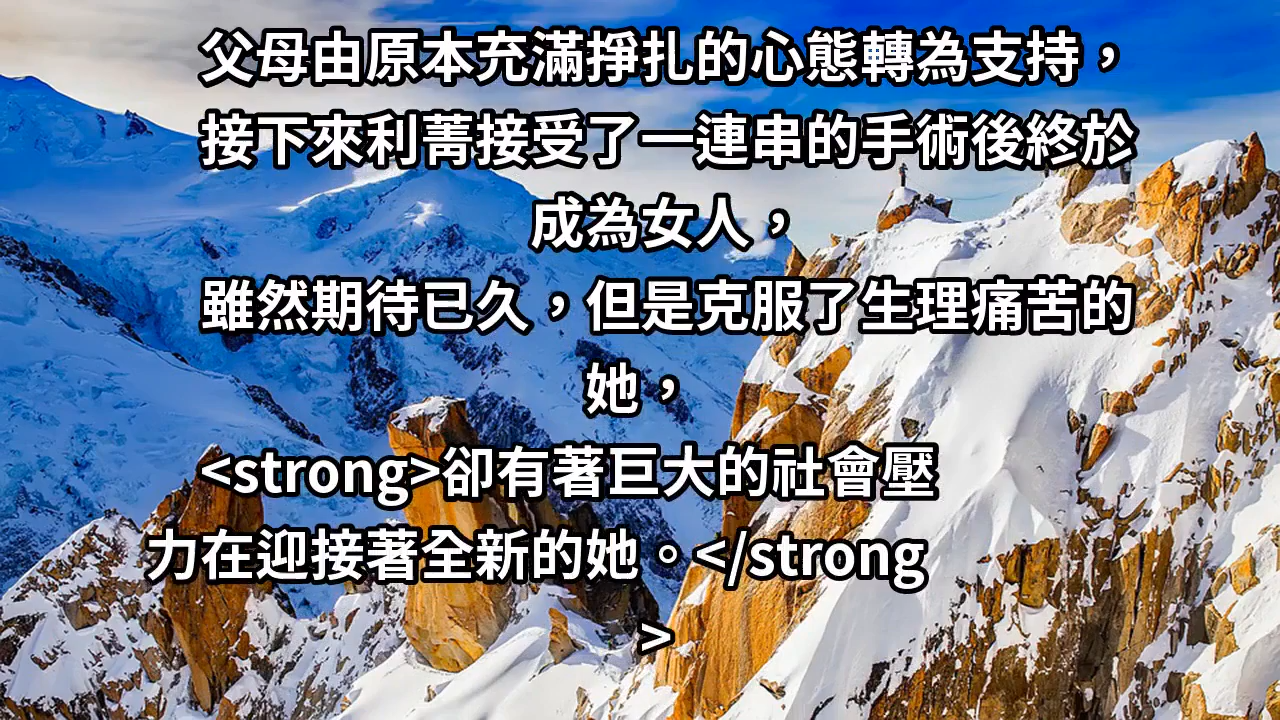 父母由原本充滿掙扎的心態轉為支持，
接下來利菁接受了一連串的手術後終於
成為女人，
雖然期待已久，但是克服了生理痛苦的
她，
<strong>卻有著巨大的社會壓
力在迎接著全新的她。</strong
>